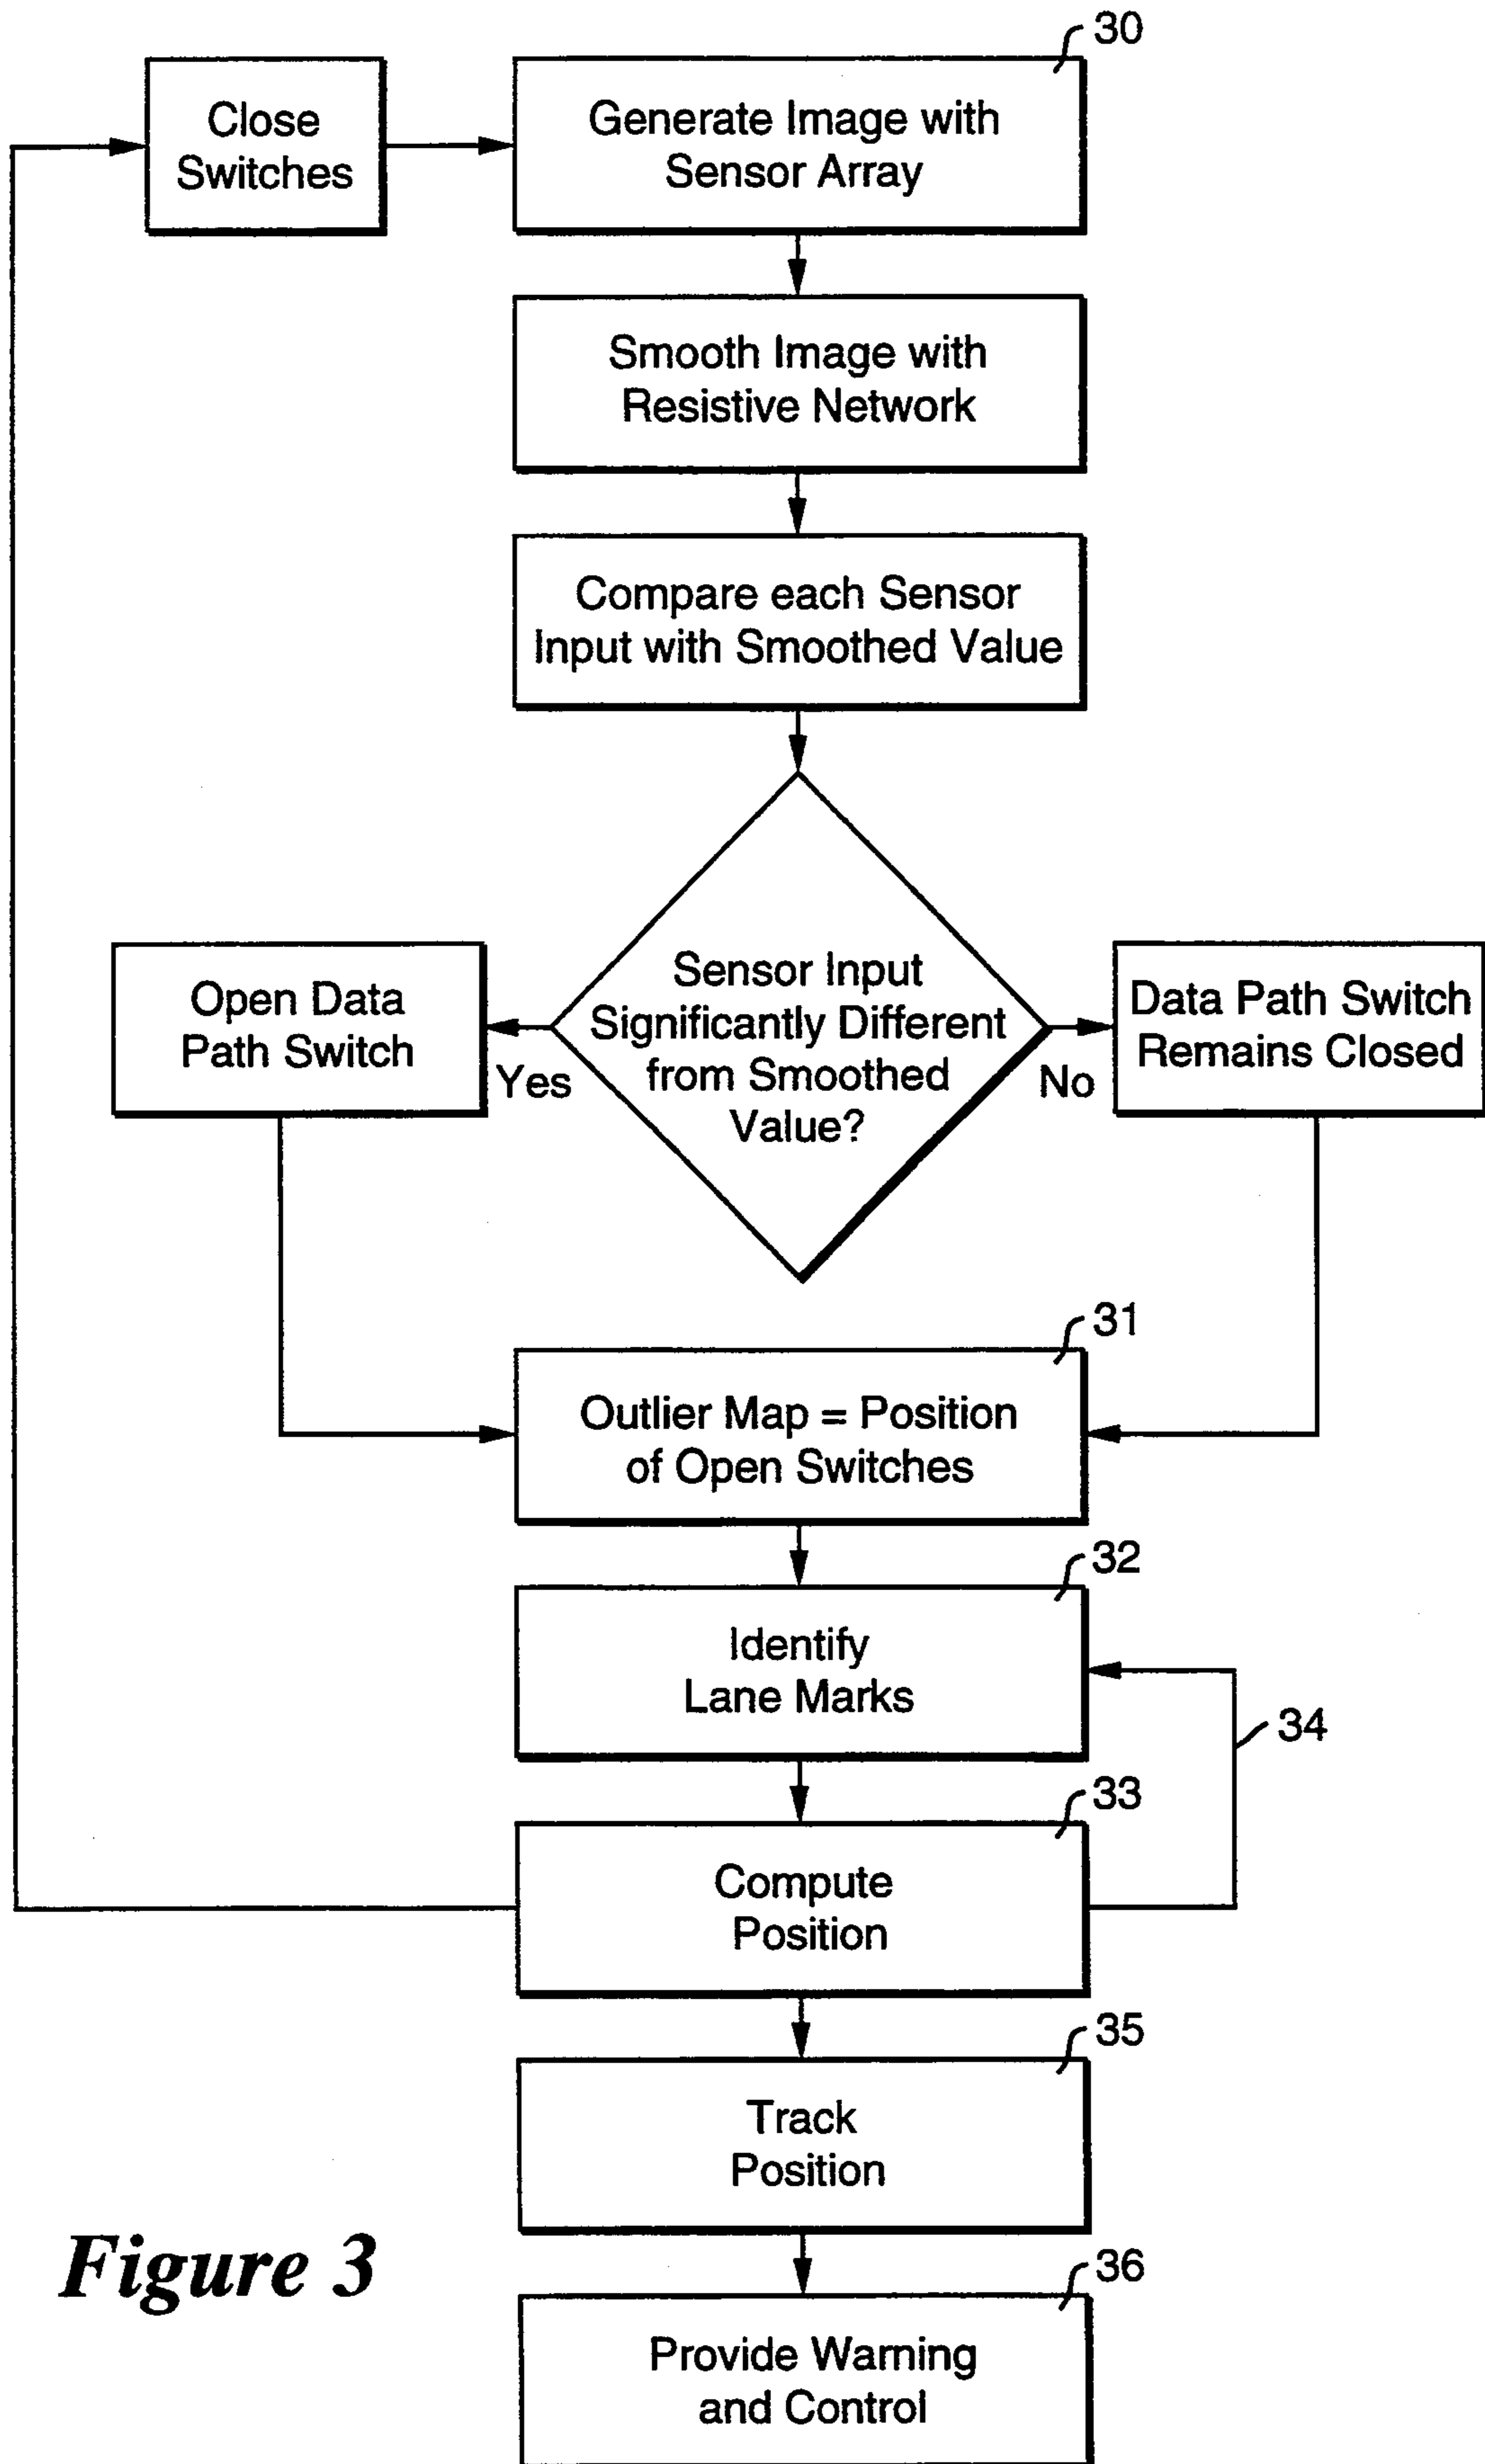 30
Close
Switches
Generate Image with
Sensor Array
Smooth Image with
Resistive Network
Compare each Sensor
Input with Smoothed Value
Sensor Input
Significantly Different
from Smoothed
Value?
Open Data
Path Switch
Yes
No
Data Path Switch
Remains Closed
31
Outlier Map = Position
of Open Switches
32
Identify
Lane Marks
34
33
Compute
Position
35
Track
Position
36
Provide Warning
and Control
Figure 3